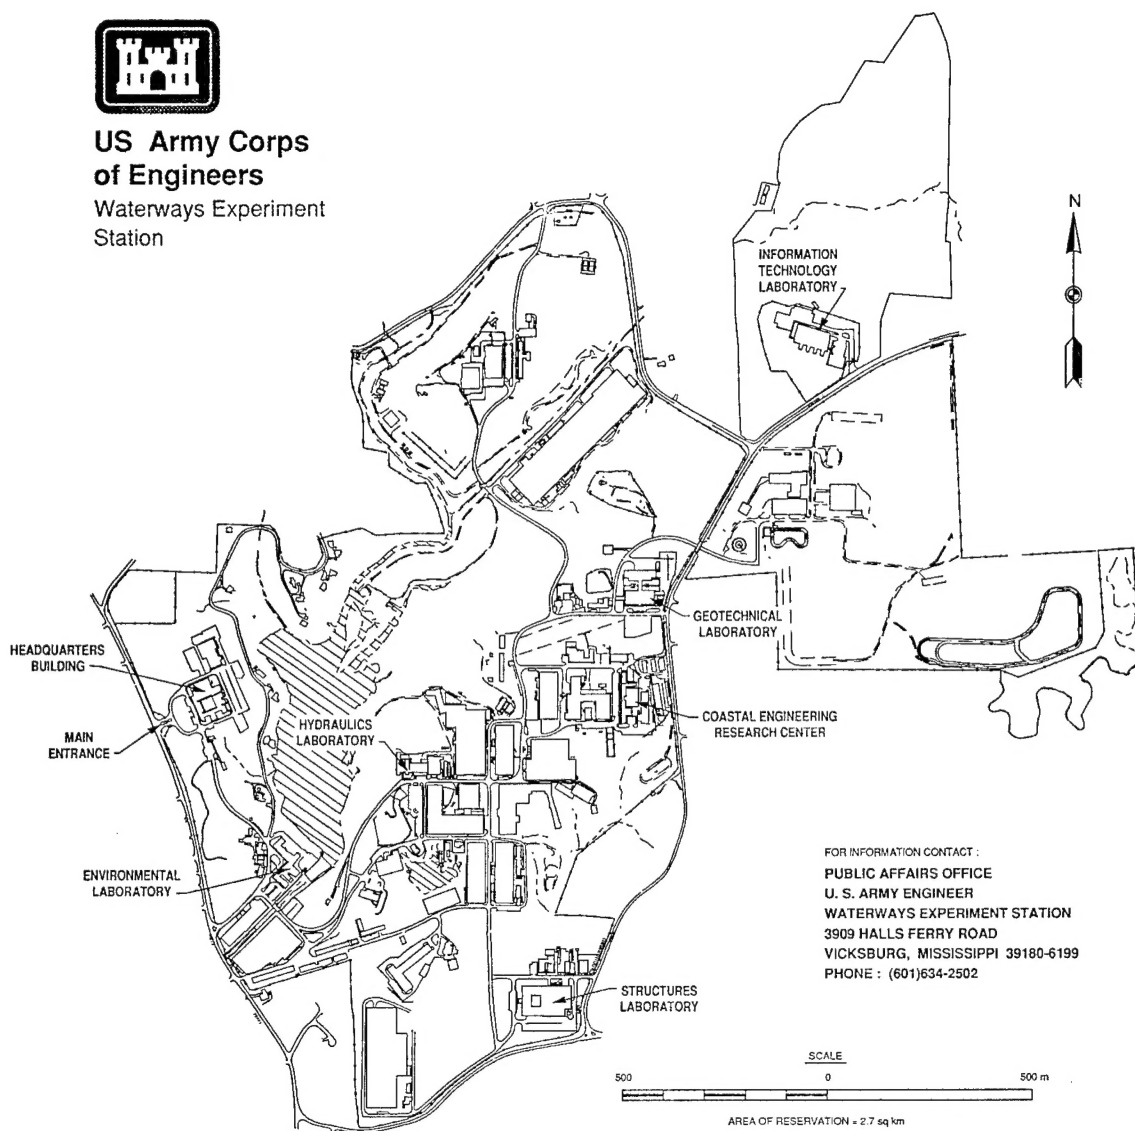 US Army Corps
of Engineers
Waterways Experiment
Station
N
INFORMATION
TECHNOLOGY
LABORATORY
GEOTECHNICAL
LABORATORY
HEADQUARTERS
BUILDING
HYDRAULICS
LABORATORY
COASTAL ENGINEERING
RESEARCH CENTER
MAIN
ENTRANCE
ENVIRONMENTAL
LABORATORY
STRUCTURES
LABORATORY
FOR INFORMATION CONTACT :
PUBLIC AFFAIRS OFFICE
U. S. ARMY ENGINEER
WATERWAYS EXPERIMENT STATION
3909 HALLS FERRY ROAD
VICKSBURG, MISSISSIPPI 39180-6199
PHONE : (601)634-2502
SCALE
500 0 500 m
AREA OF RESERVATION = 2.7 sq km